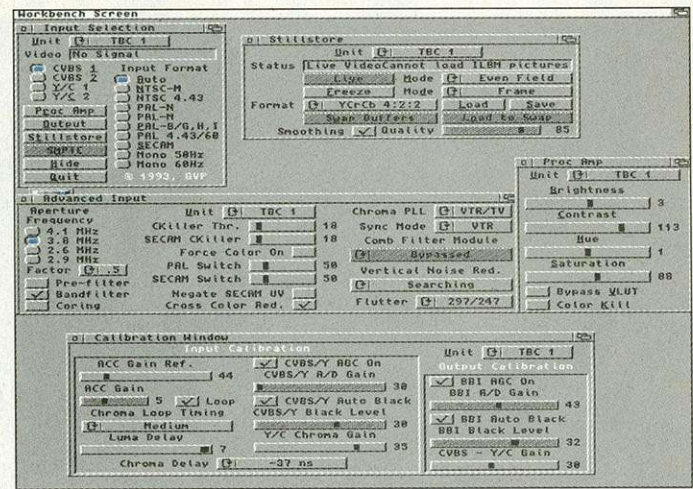 Workbench Screen
Input Selection
Unit TBC 1
Video No Signal
CVBS 1
CVBS 2
Y/C 1
Y/C 2
Proc Amp
Output
Stillstore
SMPTE
Hide
Quit
Input Format
Auto
NTSC-M
NTSC 4.43
PAL-N
PAL-M
PAL-B/G,H,I
PAL 4.43/60
SECAM
Mono 50Hz
Mono 60Hz
© 1993, GVP
Stillstore
Unit TBC 1
Status Live VideoCannot load ILBM pictures
Live Mode Even Field
Freeze Mode Frame
Format YCrCb 4:2:2 Load Save
Swap Buffers Load to Swap
Smoothing Quality 85
Proc Amp
Unit TBC 1
Brightness
3
Contrast
113
Hue
1
Saturation
88
Bypass VLUT
Color Kill
Advanced Input
Aperture
Frequency
4.1 MHz
3.8 MHz
2.6 MHz
2.9 MHz
Factor .5
Pre-filter
Bandfilter
Coring
Unit TBC 1
CKiller Thr. 18
SECAM CKiller 18
Force Color On
PAL Switch 50
SECAM Switch 50
Negate SECAM UV
Cross Color Red.
Chroma PLL VTR/TV
Sync Mode VTR
Comb Filter Module
Bypassed
Vertical Noise Red.
Searching
Flutter 297/247
Calibration Window
Input Calibration
ACC Gain Ref.
44
ACC Gain
5 Loop
Chroma Loop Timing
Medium
Luma Delay
7
Chroma Delay -37 ns
CVBS/Y AGC On
CVBS/Y A/D Gain
30
CVBS/Y Auto Black
CVBS/Y Black Level
30
Y/C Chroma Gain
35
Unit TBC 1
Output Calibration
BBI AGC On
BBI A/D Gain
43
BBI Auto Black
BBI Black Level
32
CVBS - Y/C Gain
30